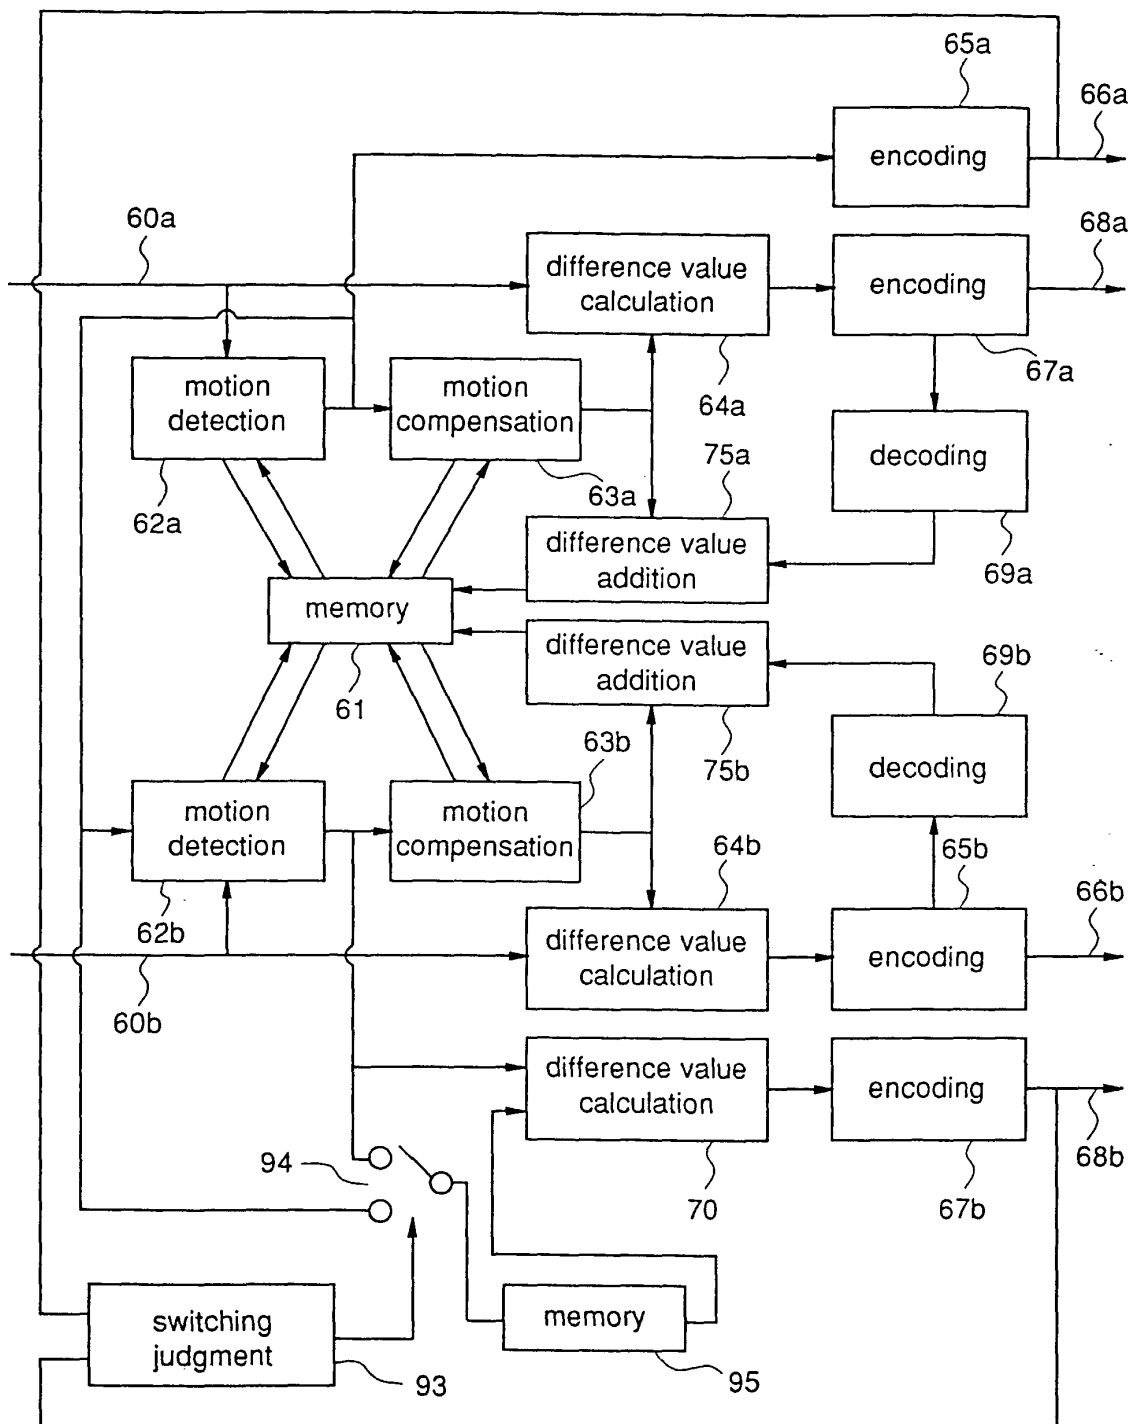 65a
66a
encoding
60a
68a
difference value
calculation
encoding
67a
64a
motion
detection
motion
compensation
75a
decoding
62a
63a
difference value
addition
69a
memory
difference value
addition
69b
61
63b
75b
decoding
motion
detection
motion
compensation
64b
65b
66b
62b
difference value
calculation
encoding
60b
difference value
calculation
encoding
68b
94
70
67b
switching
judgment
memory
93
95